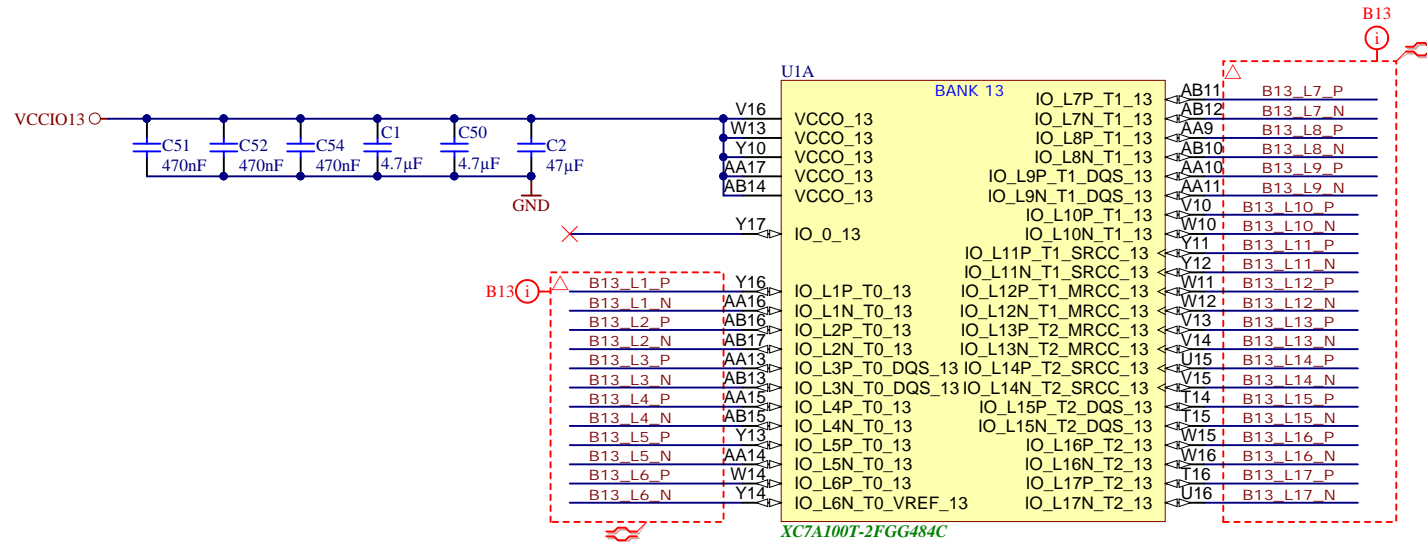 B13
i
U1A
BANK 13
VCCIO13
C51
470nF
C52
470nF
C54
470nF
C1
4.7µF
C50
4.7µF
C2
47µF
GND
V16 VCCO_13
W13 VCCO_13
Y10 VCCO_13
AA17 VCCO_13
AB14 VCCO_13
Y17 IO_0_13
B13 i
B13_L1_P Y16 IO_L1P_T0_13
B13_L1_N AA16 IO_L1N_T0_13
B13_L2_P AB16 IO_L2P_T0_13
B13_L2_N AB17 IO_L2N_T0_13
B13_L3_P AA13 IO_L3P_T0_DQS_13
B13_L3_N AB13 IO_L3N_T0_DQS_13
B13_L4_P AA15 IO_L4P_T0_13
B13_L4_N AB15 IO_L4N_T0_13
B13_L5_P Y13 IO_L5P_T0_13
B13_L5_N AA14 IO_L5N_T0_13
B13_L6_P W14 IO_L6P_T0_13
B13_L6_N Y14 IO_L6N_T0_VREF_13
IO_L7P_T1_13 AB11 B13_L7_P
IO_L7N_T1_13 AB12 B13_L7_N
IO_L8P_T1_13 AA9 B13_L8_P
IO_L8N_T1_13 AB10 B13_L8_N
IO_L9P_T1_DQS_13 AA10 B13_L9_P
IO_L9N_T1_DQS_13 AA11 B13_L9_N
IO_L10P_T1_13 V10 B13_L10_P
IO_L10N_T1_13 W10 B13_L10_N
IO_L11P_T1_SRCC_13 Y11 B13_L11_P
IO_L11N_T1_SRCC_13 Y12 B13_L11_N
IO_L12P_T1_MRCC_13 W11 B13_L12_P
IO_L12N_T1_MRCC_13 W12 B13_L12_N
IO_L13P_T2_MRCC_13 V13 B13_L13_P
IO_L13N_T2_MRCC_13 V14 B13_L13_N
IO_L14P_T2_SRCC_13 U15 B13_L14_P
IO_L14N_T2_SRCC_13 V15 B13_L14_N
IO_L15P_T2_DQS_13 T14 B13_L15_P
IO_L15N_T2_DQS_13 T15 B13_L15_N
IO_L16P_T2_13 W15 B13_L16_P
IO_L16N_T2_13 W16 B13_L16_N
IO_L17P_T2_13 T16 B13_L17_P
IO_L17N_T2_13 U16 B13_L17_N
XC7A100T-2FGG484C